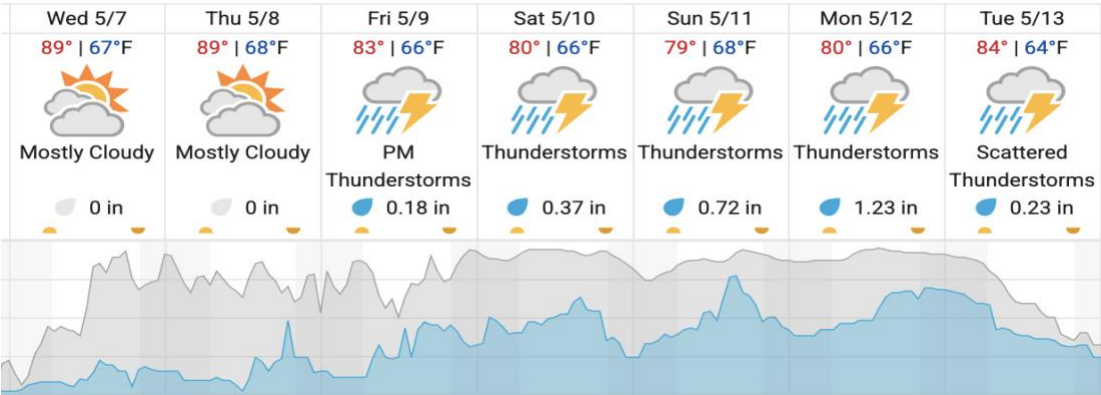 Wed 5/7
89° | 67°F
Mostly Cloudy
0 in
Thu 5/8
89° | 68°F
Mostly Cloudy
0 in
Fri 5/9
83° | 66°F
PM
Thunderstorms
0.18 in
Sat 5/10
80° | 66°F
Thunderstorms
0.37 in
Sun 5/11
79° | 68°F
Thunderstorms
0.72 in
Mon 5/12
80° | 66°F
Thunderstorms
1.23 in
Tue 5/13
84° | 64°F
Scattered
Thunderstorms
0.23 in